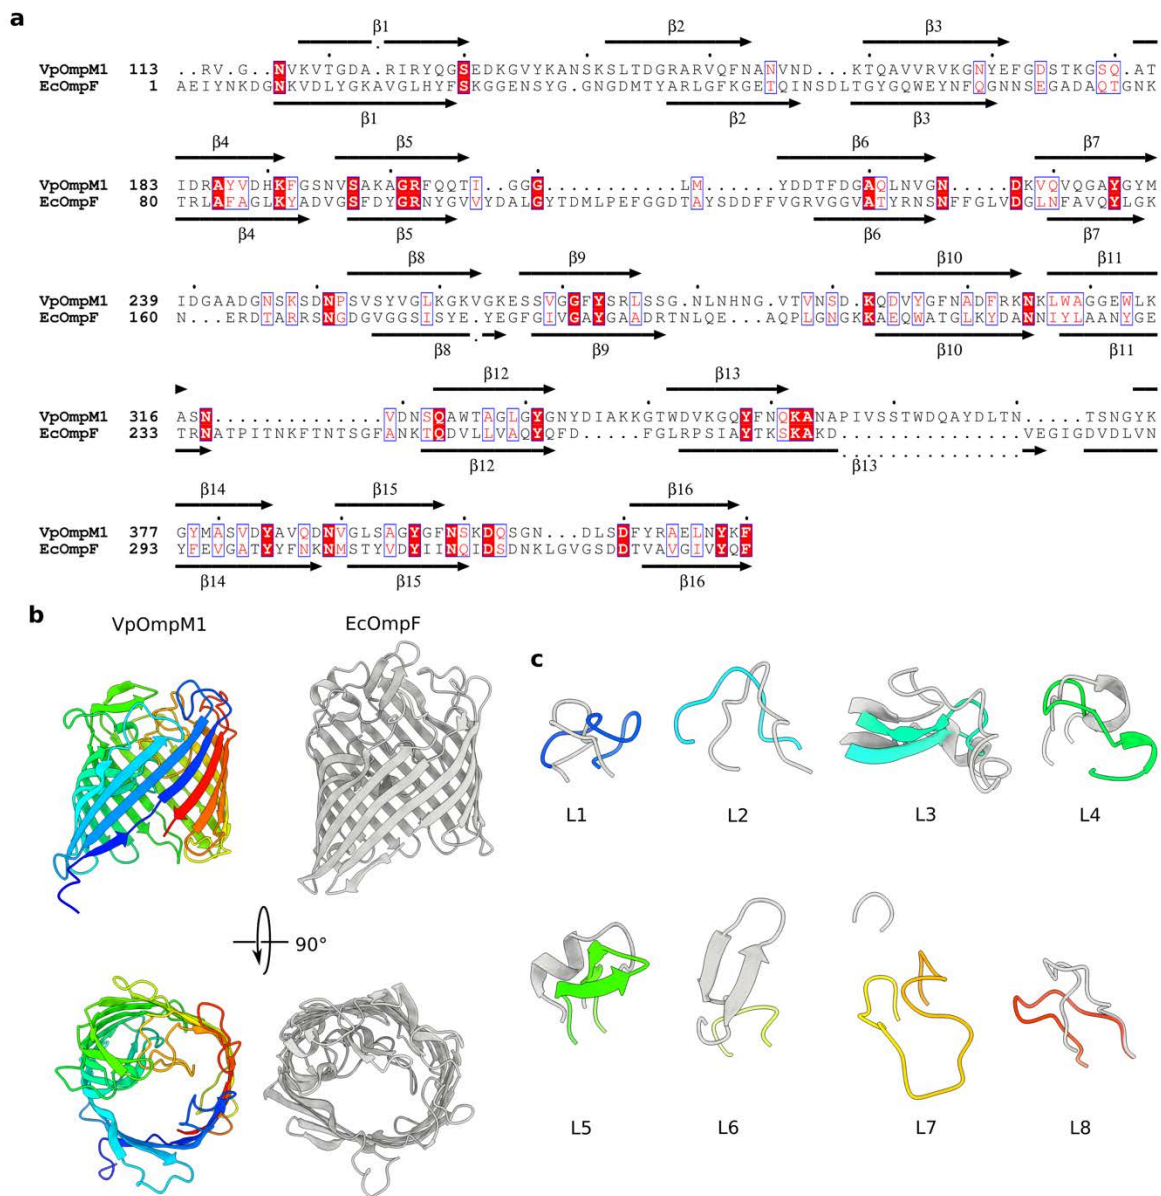 a
β1 β2 β3
VpOmpM1 113 ..RV.G..NVKVTGDA.RIRYQGSEDKGVYKANSKSLTDGRARVQFNANVND...KTQAVVRVKGNYEFGDSTKGSQ.AT
EcOmpF 1 AEIYNKDGNKVDLYGKAVGLHYFSKGGENSYG.GNGDMTYARLGFKGETQINSDLTGYGQWEYNFQGNNSEGADAQTGNK
β1 β2 β3
β4 β5 β6 β7
VpOmpM1 183 IDRAYVDHKFGSNVSAKAGRFQQTI.GGG............LM......YDDTFDGAQLNVGN.....DKVQVQGAYGYM
EcOmpF 80 TRLAFAGLKYADVGSFDYGRNYGVVYDALGYTDMLPEFGGDTAYSDDFFVGRVGGVATYRNSNFFGLVDGLNFAVQYLGK
β4 β5 β6 β7
β8 β9 β10 β11
VpOmpM1 239 IDGAADGNSKSDNPSVSYVGLKGKVGKESSVGGFYSRLSSG.NLNHNG.VTVNSD.KQDVYGFNADFRKNKLWAGGEWLK
EcOmpF 160 N...ERDTARRSNGDGVGGSISYE.YEGFGIVGAYGAADRTNLQE...AQPLGNGKKAEQWATGLKYDANNIYLAANYGE
β8 β9 β10 β11
β12 β13
VpOmpM1 316 ASN..............VDNSQAWTAGLGYGNYDIAKKGTWDVKGQYFNQKANAPIVSSTWDQAYDLTN.....TSNGYK
EcOmpF 233 TRNATPITNKFTNTSGFANKTQDVLLVAQYQFD.....FGLRPSIAYTKSKAKD.................VEGIGDVDLVN
β12 β13
β14 β15 β16
VpOmpM1 377 GYMASVDYAVQDNVGLSAGYGFNSKDQSGN...DLSDFYRAELNYKF
EcOmpF 293 YFEVGATYYFNKNMSTYVDYIINQIDSDNKLGVGSDDTVAVGIVYQF
β14 β15 β16
b
VpOmpM1 EcOmpF
90°
c
L1 L2 L3 L4
L5 L6 L7 L8